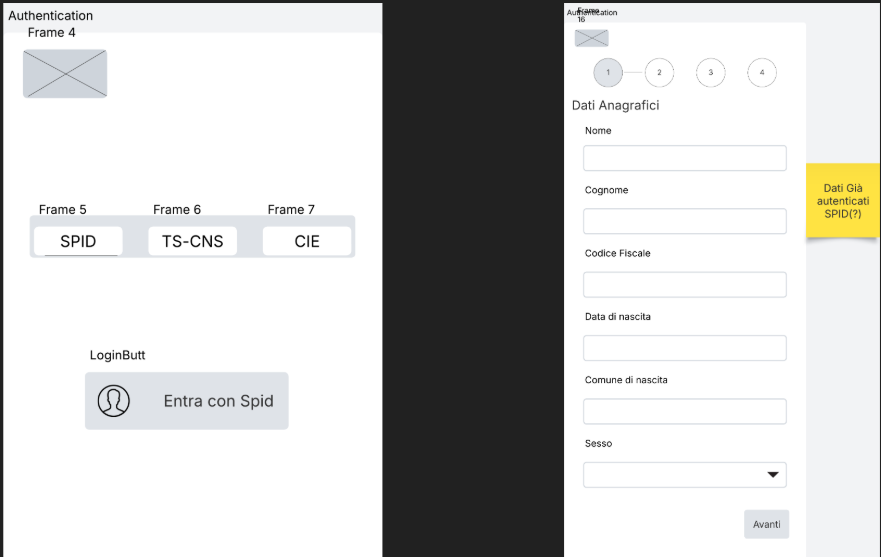 Authentication
Frame 4
Frame 5
Frame 6
Frame 7
SPID
TS-CNS
CIE
LoginButt
Entra con Spid
Authentication
Frame
16
1
2
3
4
Dati Anagrafici
Nome
Cognome
Codice Fiscale
Data di nascita
Comune di nascita
Sesso
Avanti
Dati Già
autenticati
SPID(?)